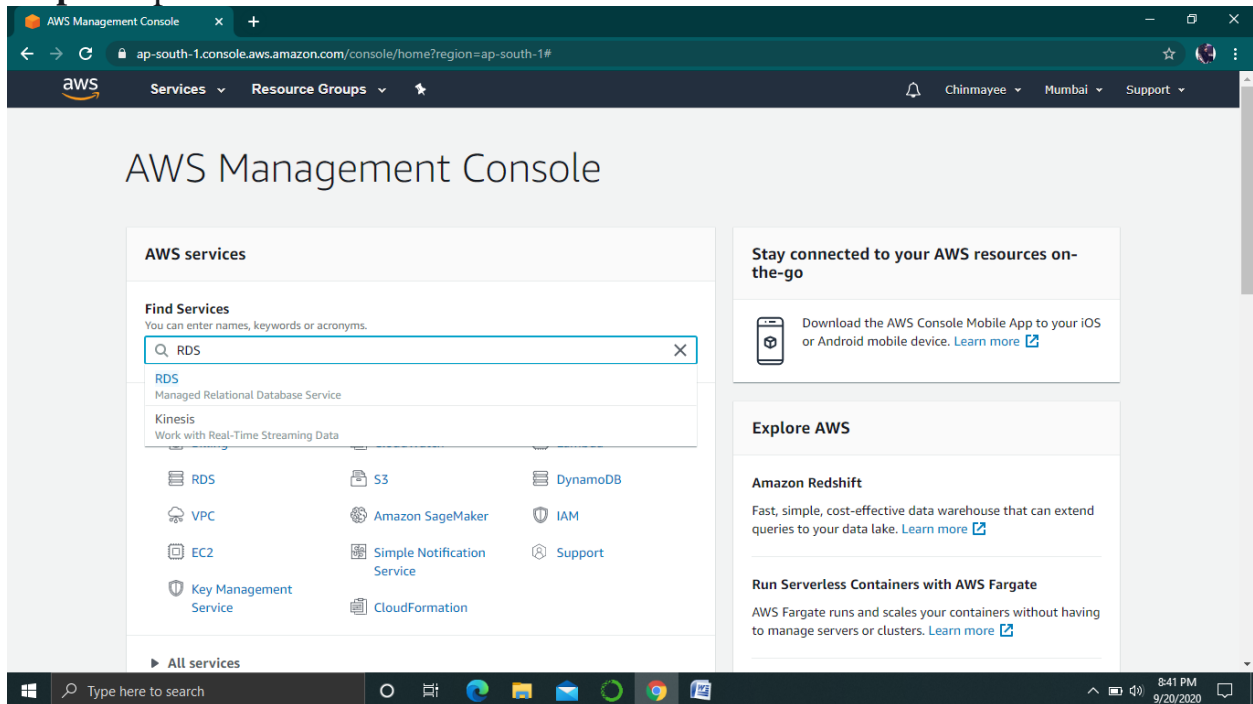 AWS Management Console
ap-south-1.console.aws.amazon.com/console/home?region=ap-south-1#
aws
Services
Resource Groups
Chinmayee
Mumbai
Support
AWS Management Console
AWS services
Find Services
You can enter names, keywords or acronyms.
RDS
RDS
Managed Relational Database Service
Kinesis
Work with Real-Time Streaming Data
RDS
S3
DynamoDB
VPC
Amazon SageMaker
IAM
EC2
Simple Notification
Service
Support
Key Management
Service
CloudFormation
All services
Stay connected to your AWS resources on-
the-go
Download the AWS Console Mobile App to your iOS
or Android mobile device. Learn more
Explore AWS
Amazon Redshift
Fast, simple, cost-effective data warehouse that can extend
queries to your data lake. Learn more
Run Serverless Containers with AWS Fargate
AWS Fargate runs and scales your containers without having
to manage servers or clusters. Learn more
Type here to search
8:41 PM
9/20/2020